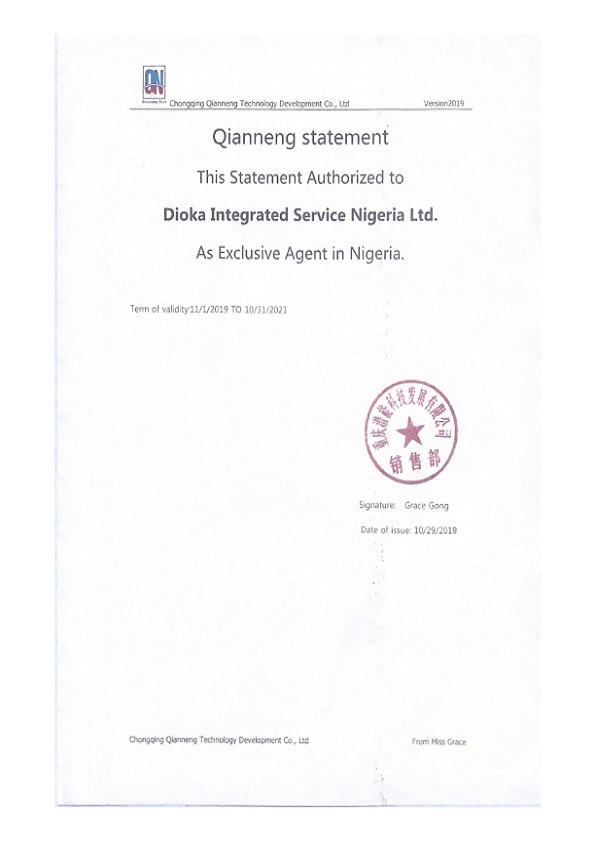 QN
Chongqing Qianneng Technology Development Co., Ltd
Version2019
Qianneng statement
This Statement Authorized to
Dioka Integrated Service Nigeria Ltd.
As Exclusive Agent in Nigeria.
Term of validity:11/1/2019 TO 10/31/2021
重庆潜能科技发展有限公司
销售部
Signature: Grace Gong
Date of issue: 10/29/2019
Chongqing Qianneng Technology Development Co., Ltd
From Miss Grace